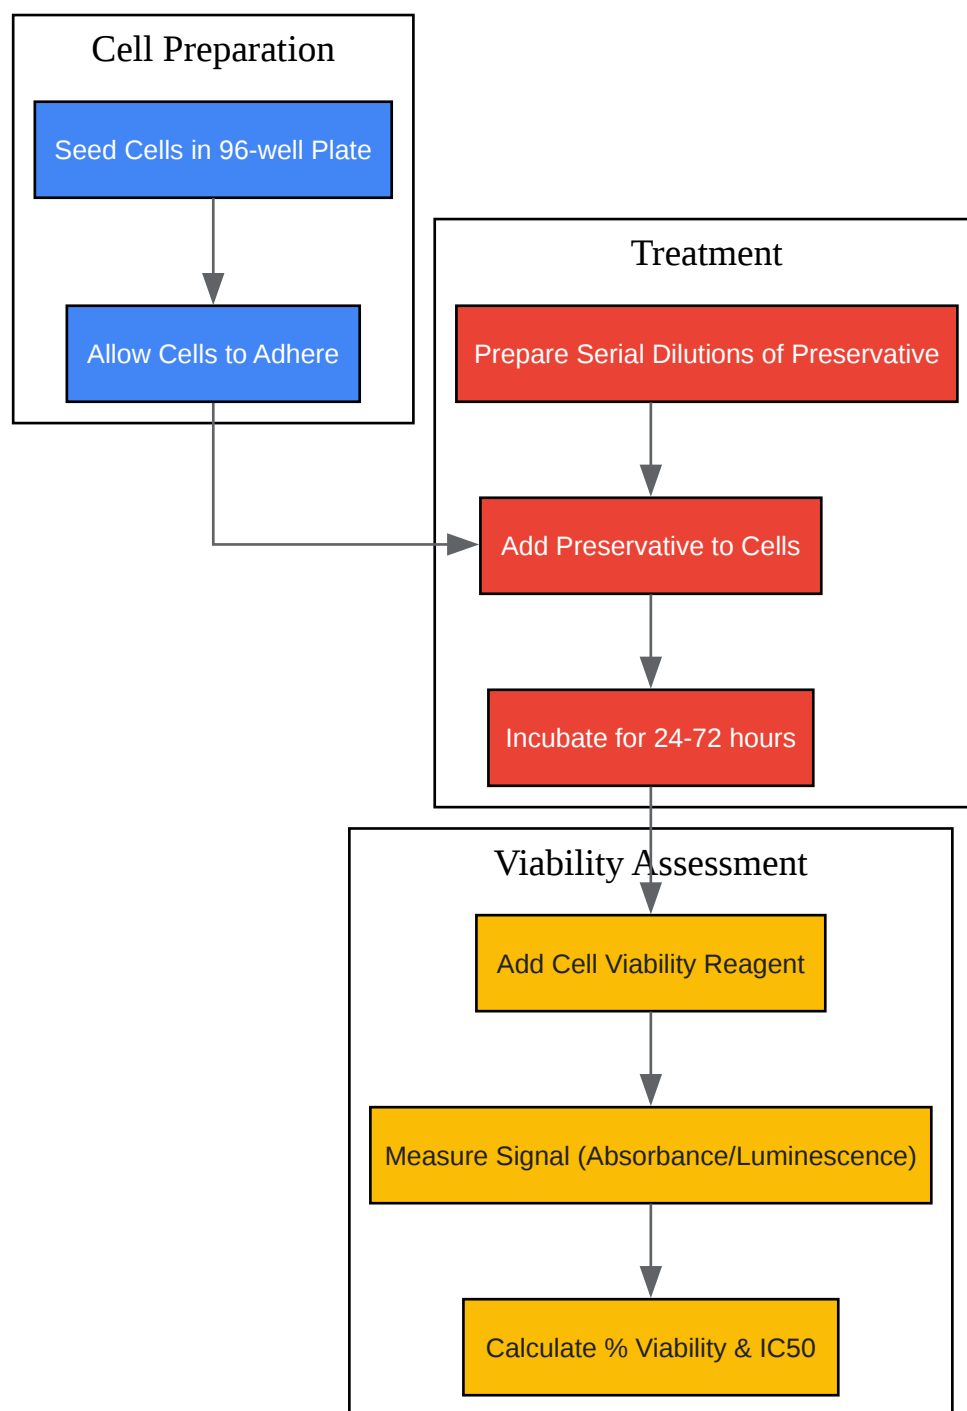 Cell Preparation
Seed Cells in 96-well Plate
Allow Cells to Adhere
Treatment
Prepare Serial Dilutions of Preservative
Add Preservative to Cells
Incubate for 24-72 hours
Viability Assessment
Add Cell Viability Reagent
Measure Signal (Absorbance/Luminescence)
Calculate % Viability & IC50